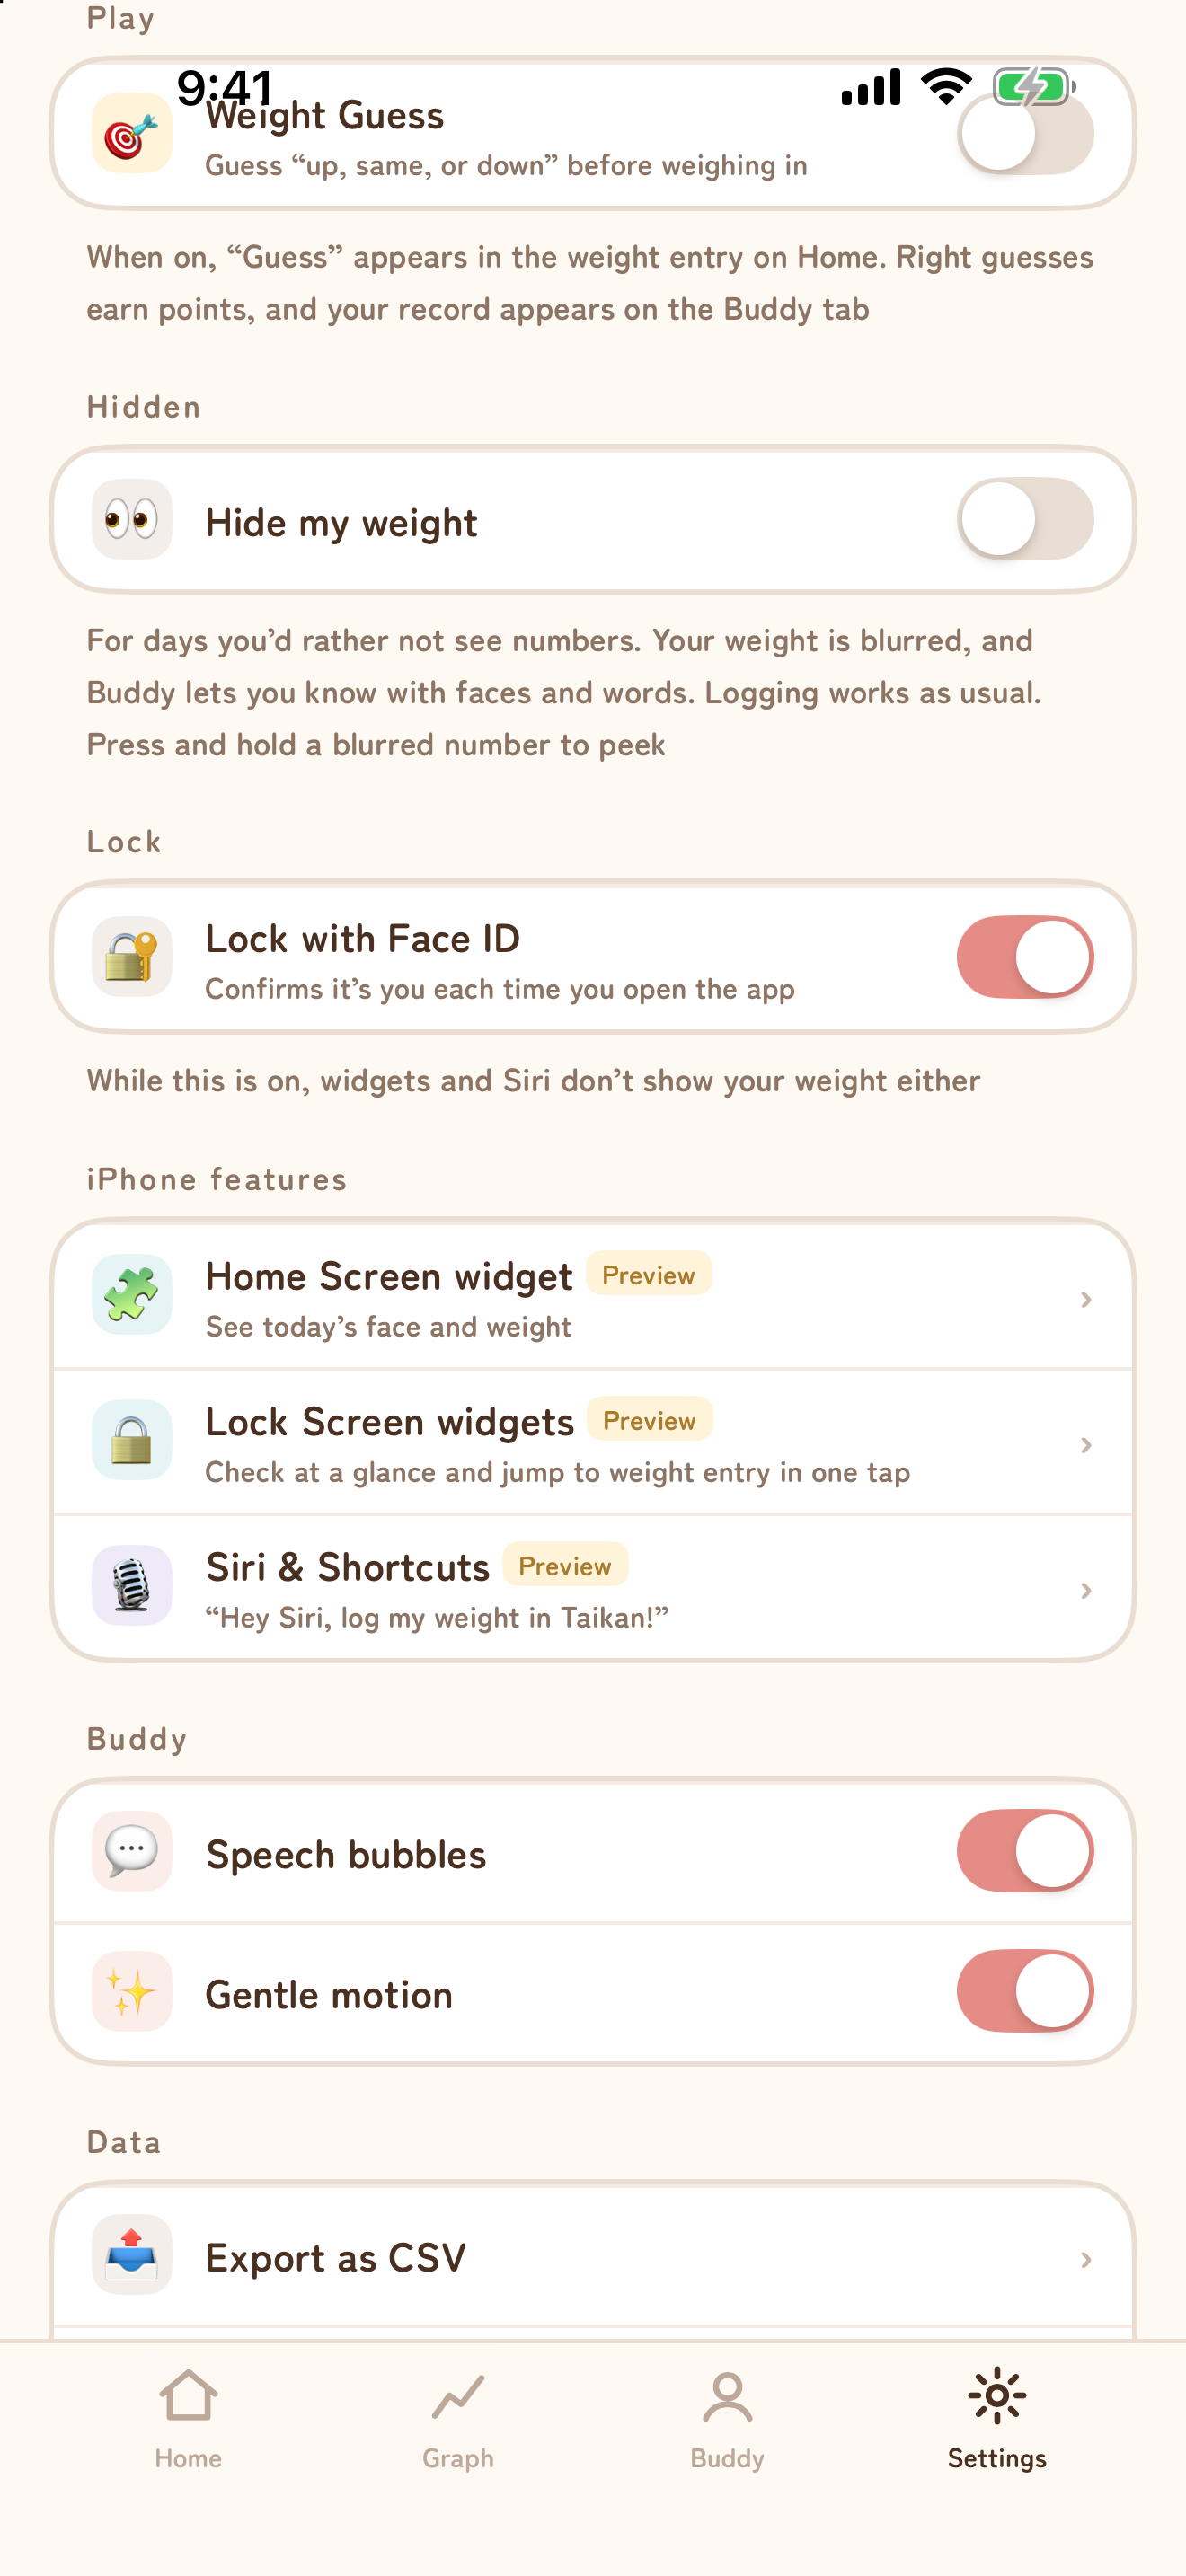 Play
9:41
Weight Guess
Guess “up, same, or down” before weighing in
When on, “Guess” appears in the weight entry on Home. Right guesses
earn points, and your record appears on the Buddy tab
Hidden
Hide my weight
For days you’d rather not see numbers. Your weight is blurred, and
Buddy lets you know with faces and words. Logging works as usual.
Press and hold a blurred number to peek
Lock
Lock with Face ID
Confirms it’s you each time you open the app
While this is on, widgets and Siri don’t show your weight either
iPhone features
Home Screen widget Preview
See today’s face and weight
Lock Screen widgets Preview
Check at a glance and jump to weight entry in one tap
Siri & Shortcuts Preview
“Hey Siri, log my weight in Taikan!”
Buddy
Speech bubbles
Gentle motion
Data
Export as CSV
Home Graph Buddy Settings